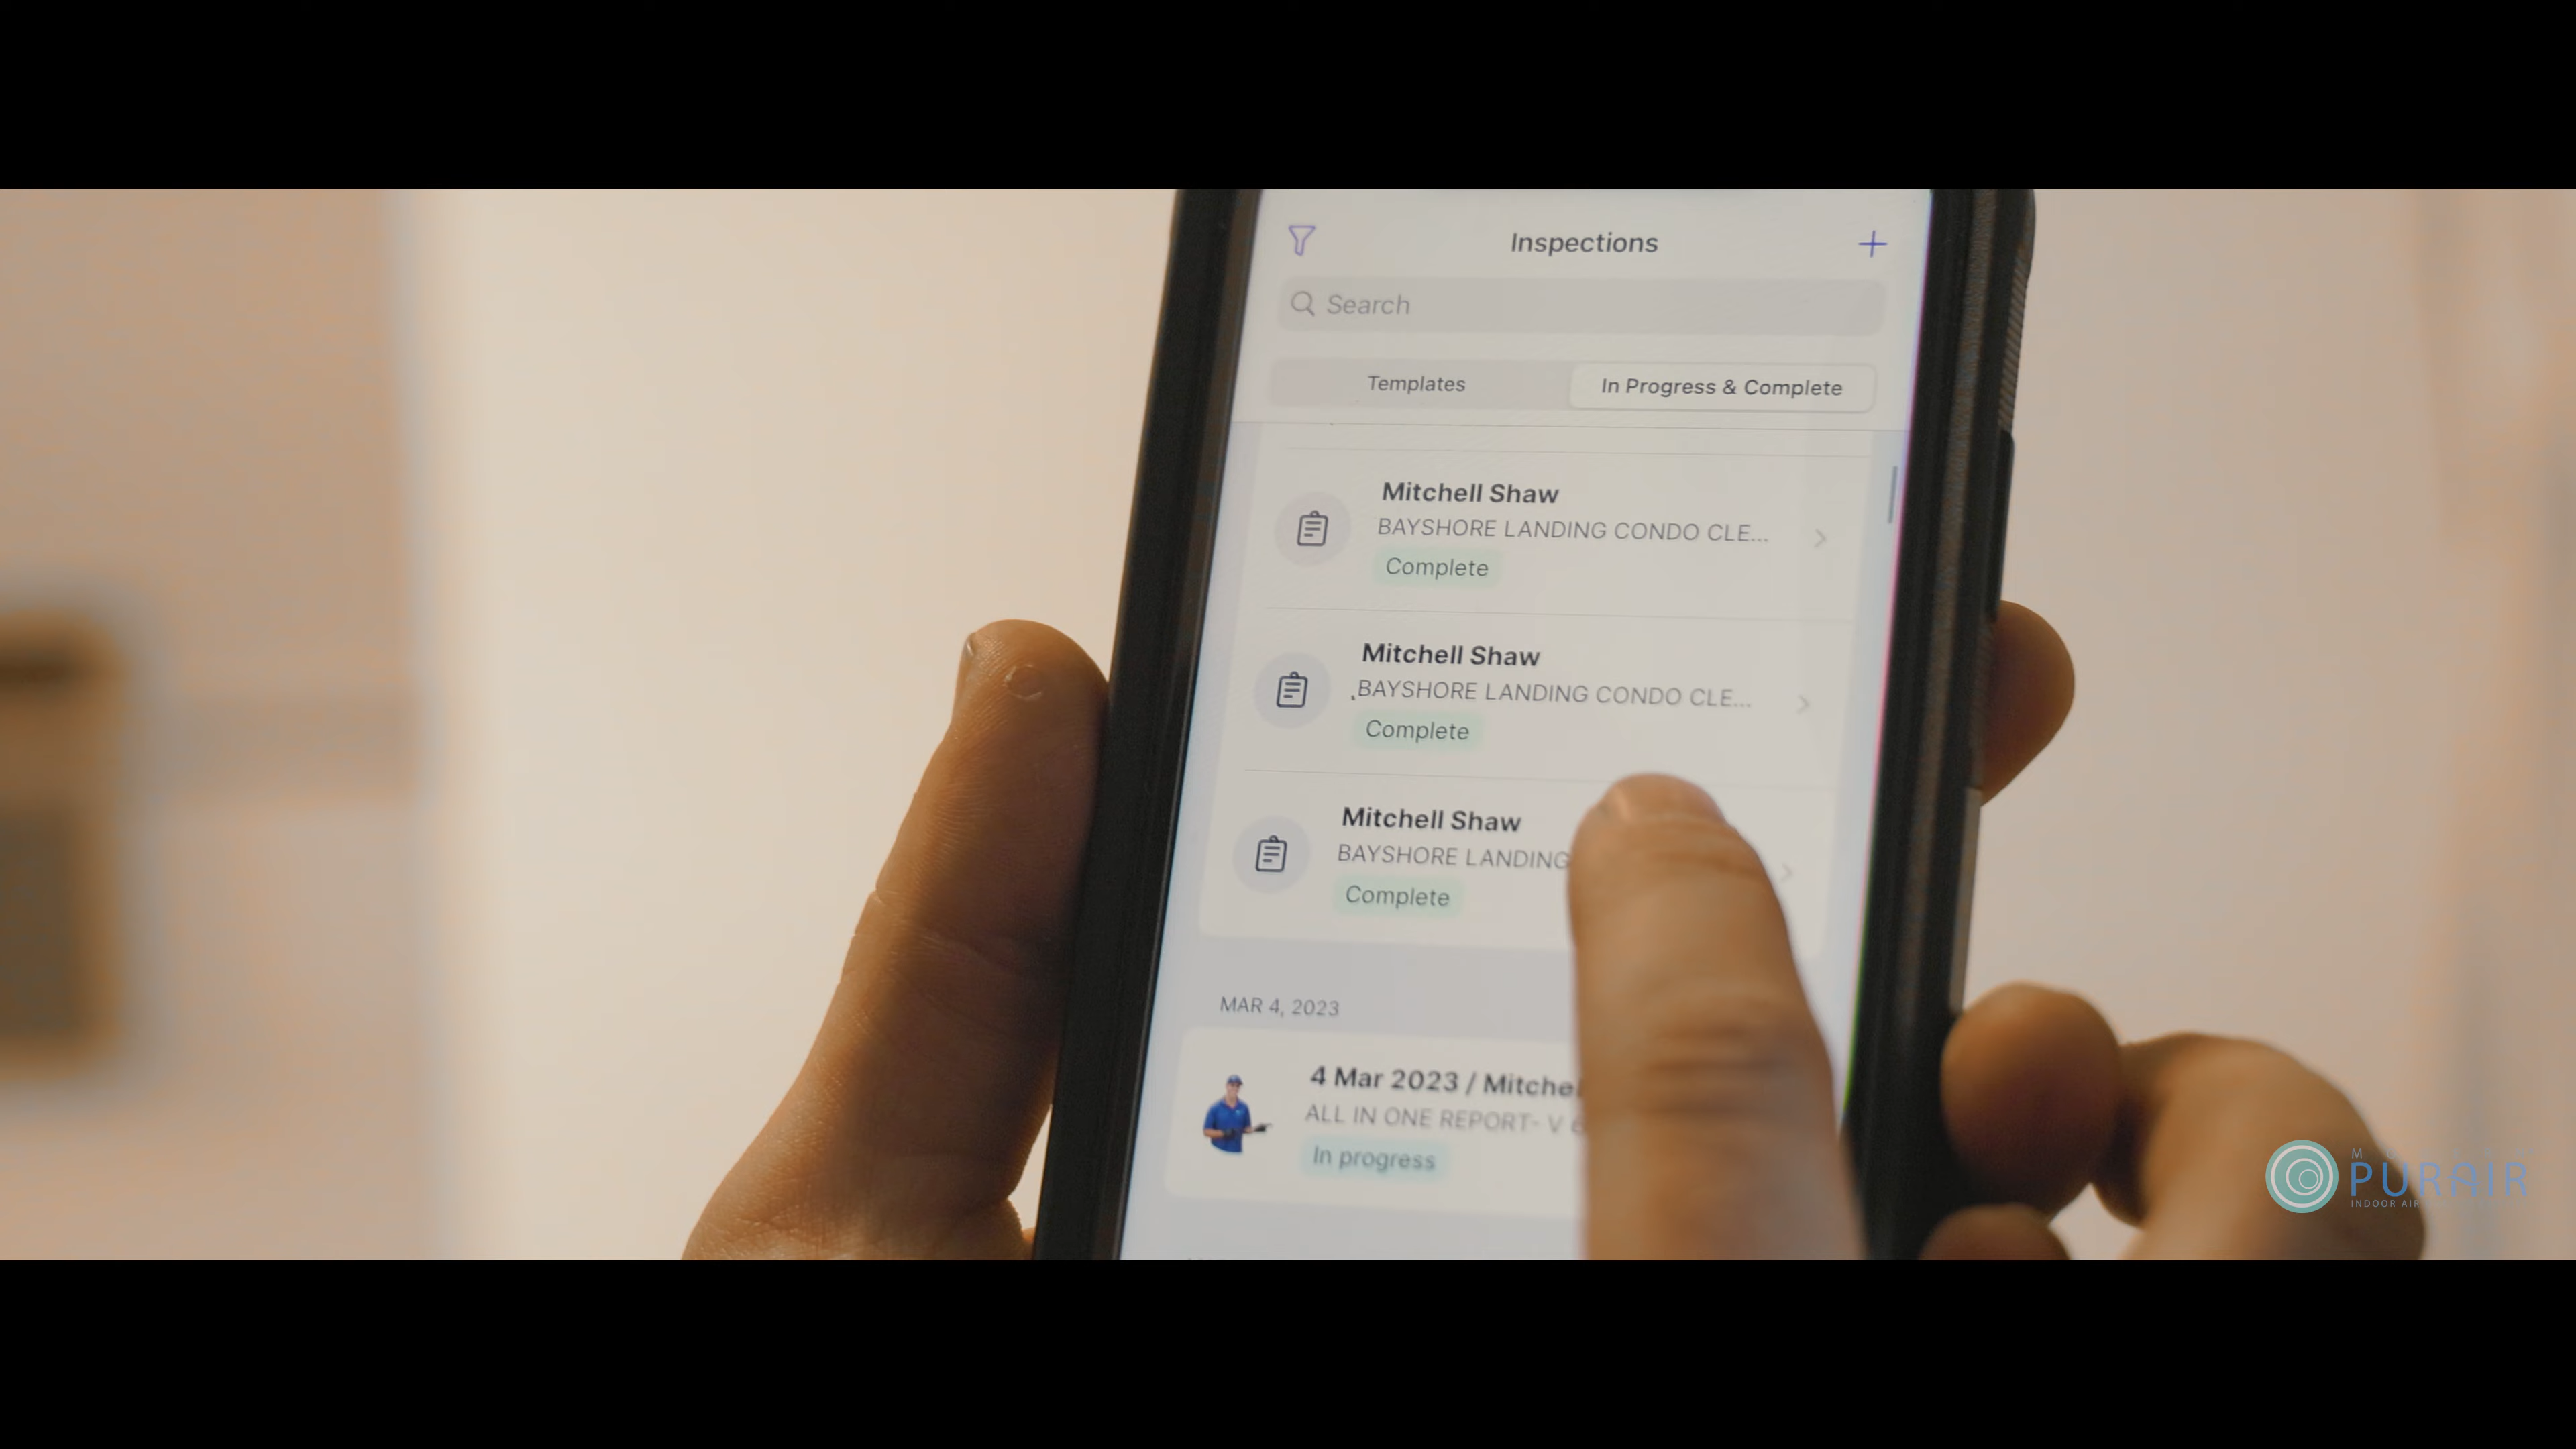 Inspections
Search
Templates
In Progress & Complete
Mitchell Shaw
BAYSHORE LANDING CONDO CLE...
Complete
Mitchell Shaw
BAYSHORE LANDING CONDO CLE...
Complete
Mitchell Shaw
BAYSHORE LANDING
Complete
MAR 4, 2023
4 Mar 2023 / Mitche
ALL IN ONE REPORT- V
In progress
PURAIR
INDOOR AIR